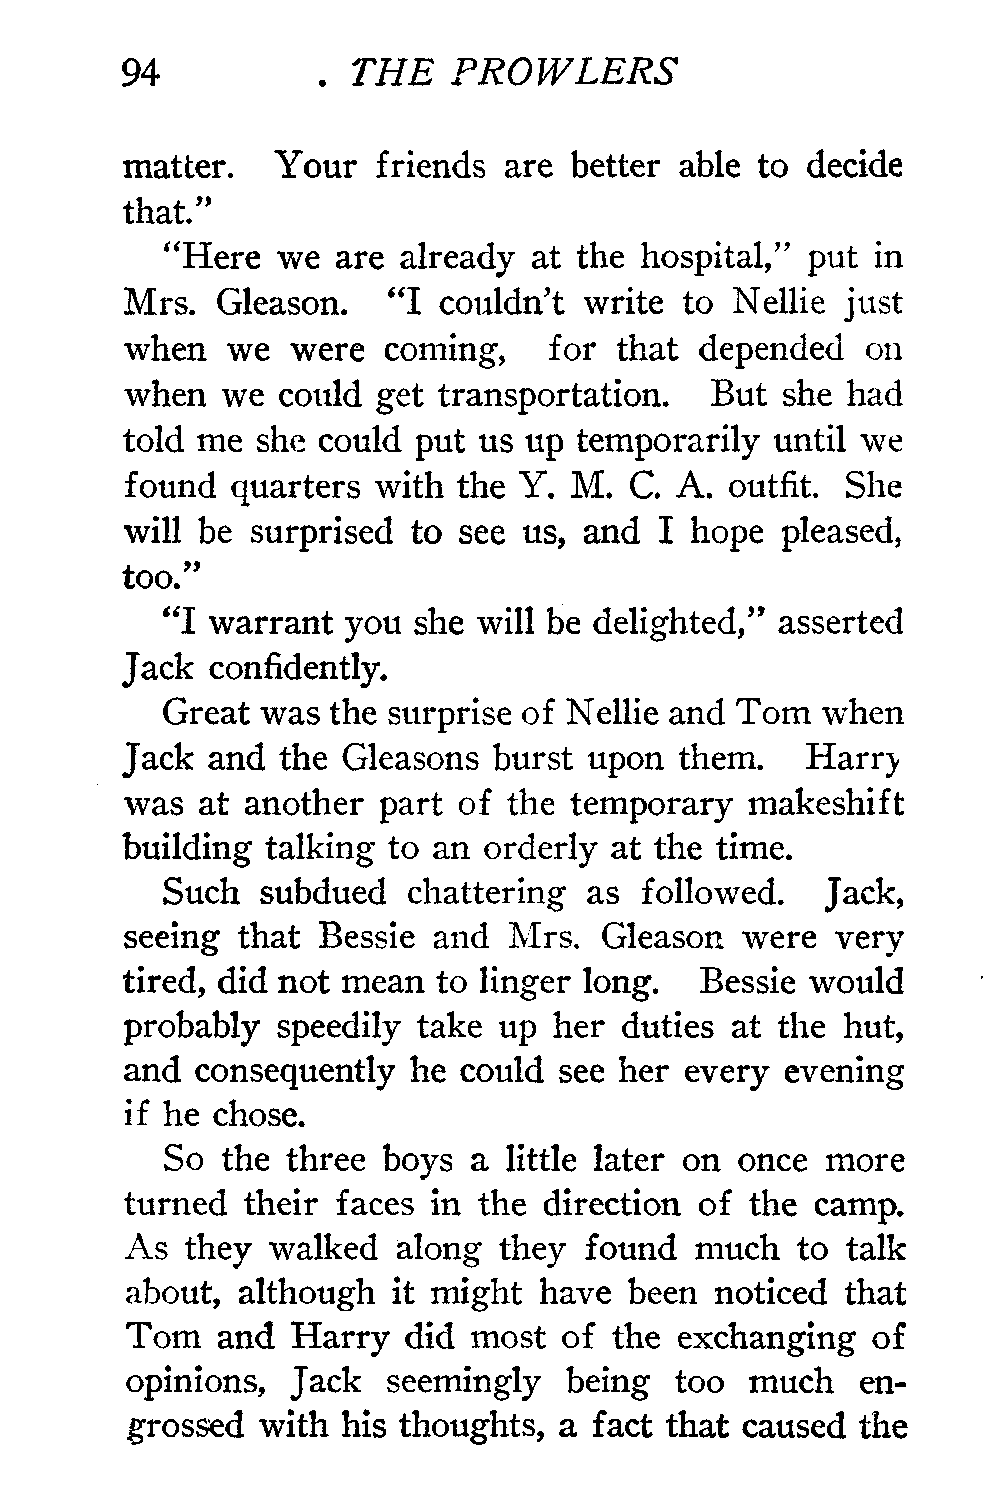 94 . THE PROWLERS
matter. Your friends are better able to decide
that."
"Here we are already at the hospital," put in
Mrs. Gleason. "I couldn't write to Nellie just
when we were coming, for that depended on
when we could get transportation. But she had
told me she could put us up temporarily until we
found quarters with the Y. M. C. A. outfit. She
will be surprised to see us, and I hope pleased,
too."
"I warrant you she will be delighted," asserted
Jack confidently.
Great was the surprise of Nellie and Tom when
Jack and the Gleasons burst upon them. Harry
was at another part of the temporary makeshift
building talking to an orderly at the time.
Such subdued chattering as followed. Jack,
seeing that Bessie and Mrs. Gleason were very
tired, did not mean to linger long. Bessie would
probably speedily take up her duties at the hut,
and consequently he could see her every evening
if he chose.
So the three boys a little later on once more
turned their faces in the direction of the camp.
As they walked along they found much to talk
about, although it might have been noticed that
Tom and Harry did most of the exchanging of
opinions, Jack seemingly being too much en-
grossed with his thoughts, a fact that caused the